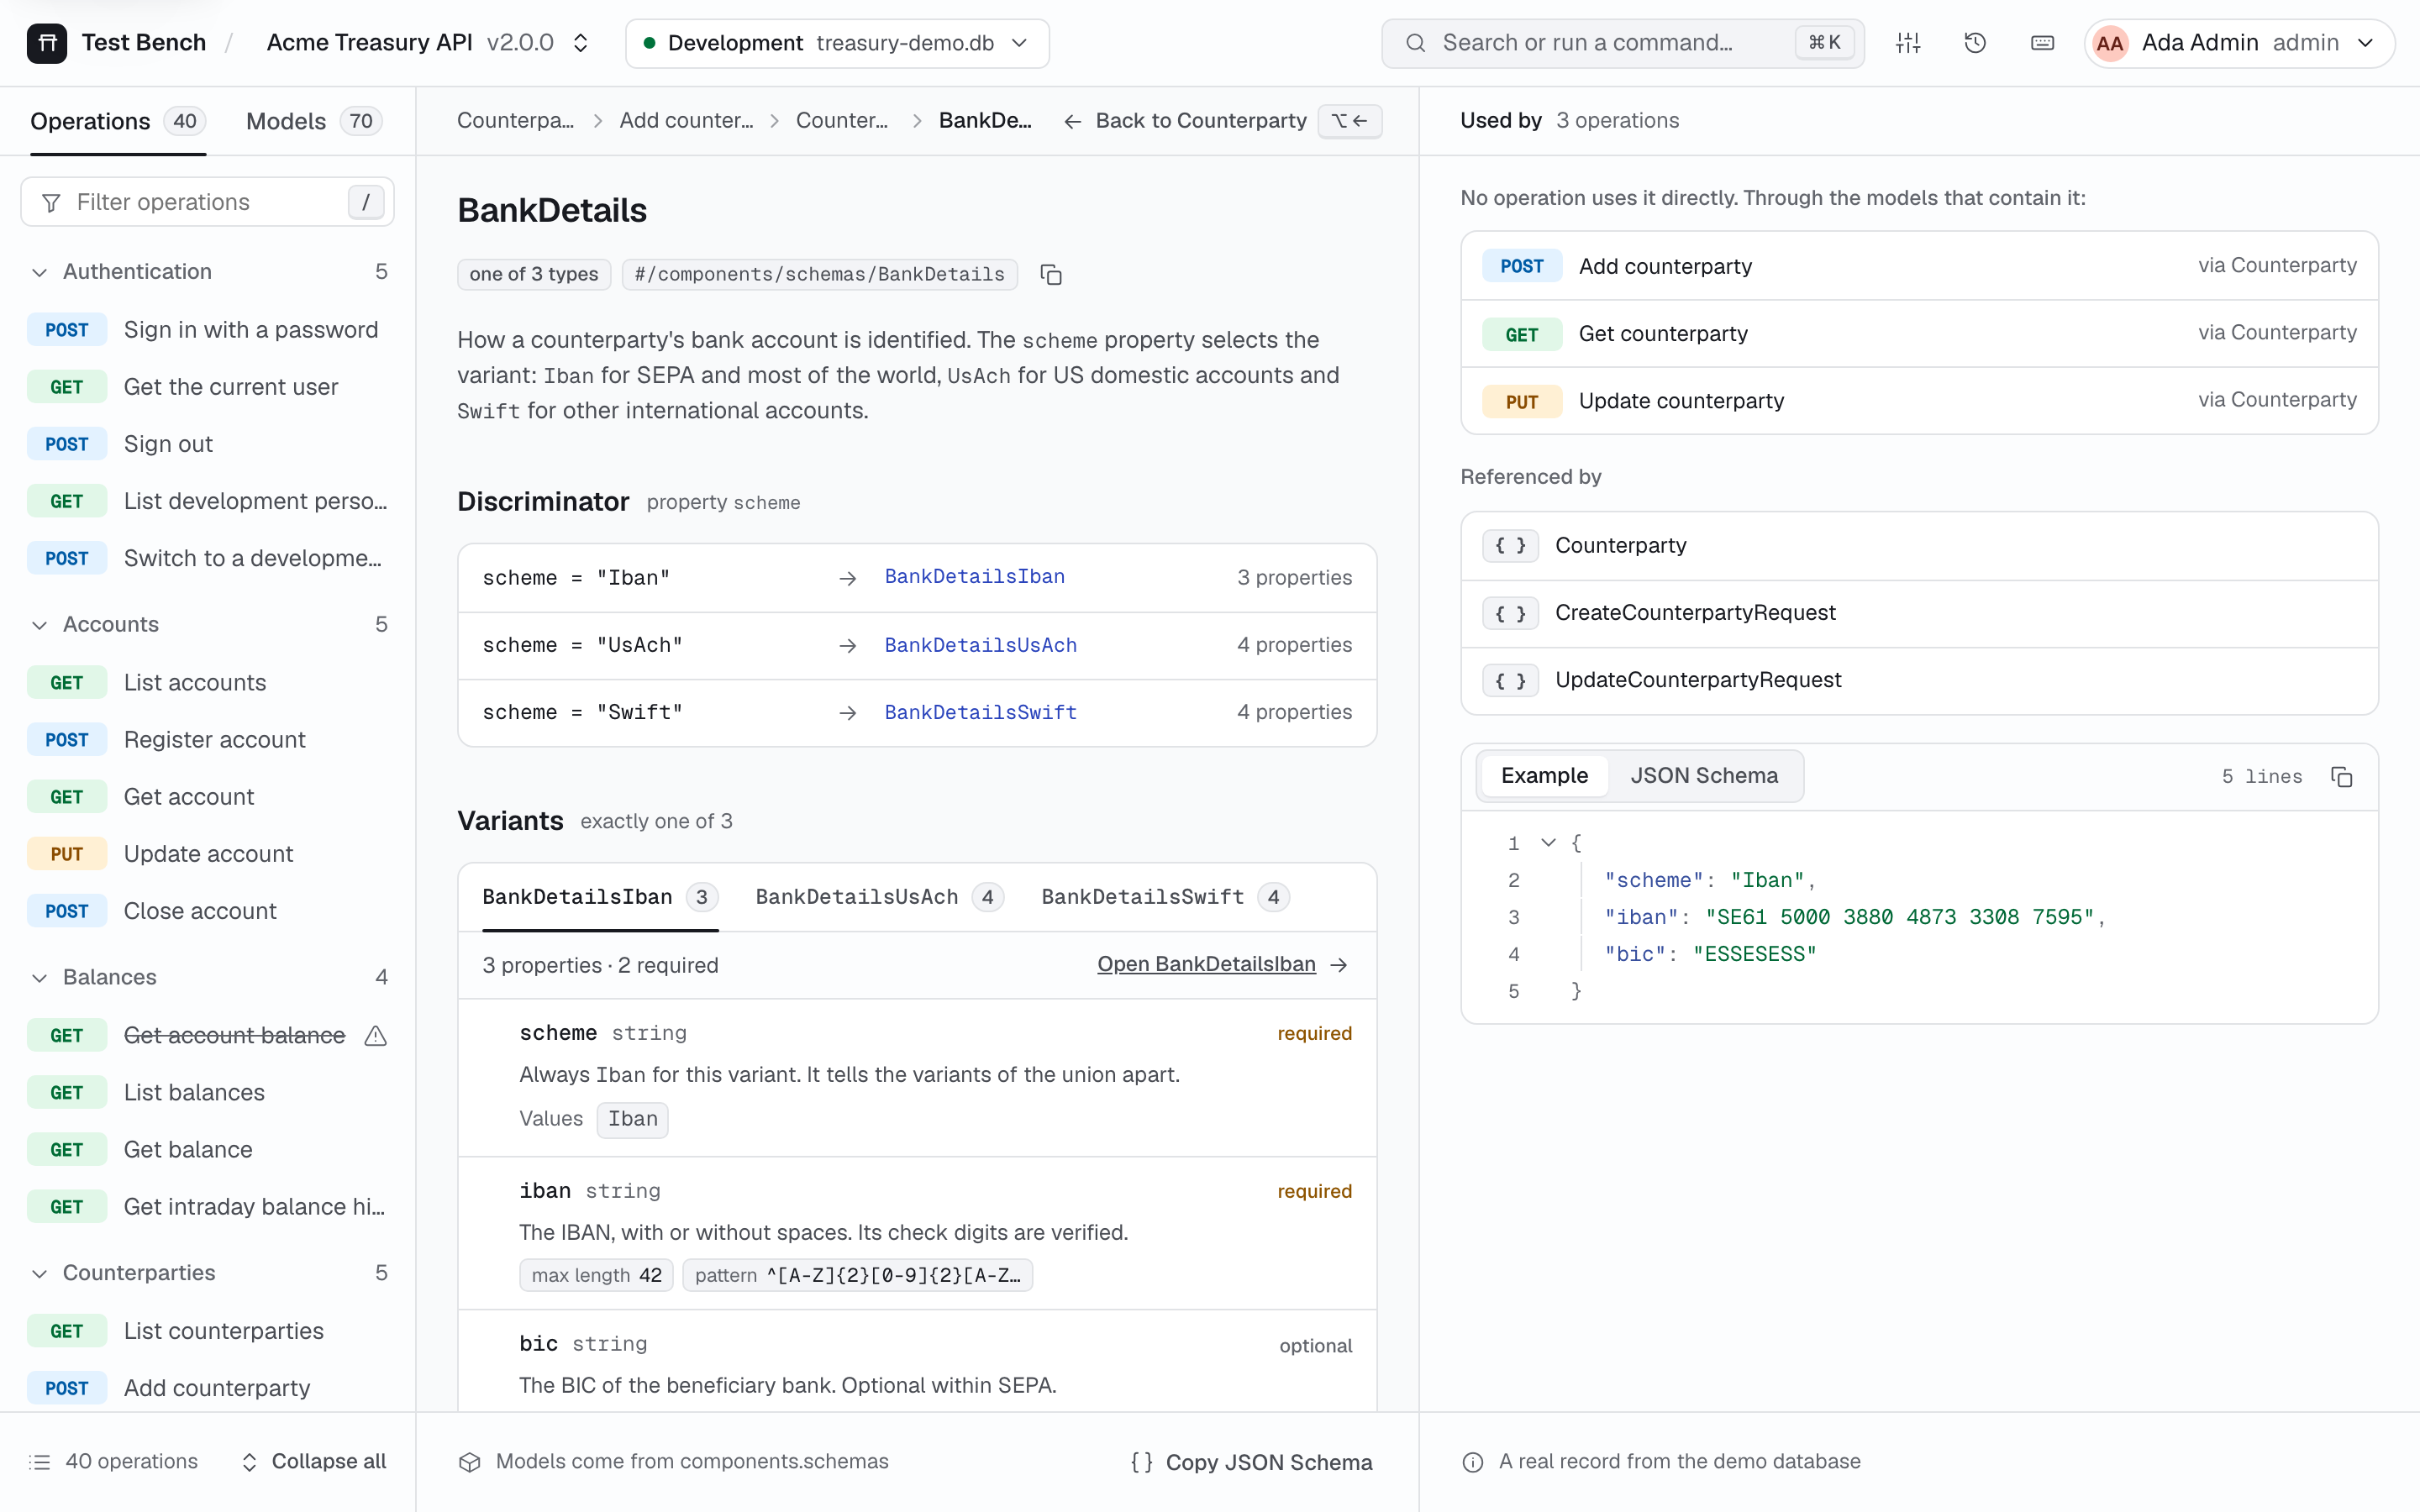 Test Bench / Acme Treasury API v2.0.0 Development treasury-demo.db Search or run a command... ⌘K AA Ada Admin admin
Operations 40 Models 70
Filter operations /
Authentication 5
POST Sign in with a password
GET Get the current user
POST Sign out
GET List development perso...
POST Switch to a developme...
Accounts 5
GET List accounts
POST Register account
GET Get account
PUT Update account
POST Close account
Balances 4
GET Get account balance
GET List balances
GET Get balance
GET Get intraday balance hi...
Counterparties 5
GET List counterparties
POST Add counterparty
40 operations Collapse all
Counterpa... > Add counter... > Counter... > BankDe... ← Back to Counterparty ⌥←
BankDetails
one of 3 types #/components/schemas/BankDetails
How a counterparty's bank account is identified. The scheme property selects the
variant: Iban for SEPA and most of the world, UsAch for US domestic accounts and
Swift for other international accounts.
Discriminator property scheme
scheme = "Iban" → BankDetailsIban 3 properties
scheme = "UsAch" → BankDetailsUsAch 4 properties
scheme = "Swift" → BankDetailsSwift 4 properties
Variants exactly one of 3
BankDetailsIban 3 BankDetailsUsAch 4 BankDetailsSwift 4
3 properties · 2 required Open BankDetailsIban →
scheme string required
Always Iban for this variant. It tells the variants of the union apart.
Values Iban
iban string required
The IBAN, with or without spaces. Its check digits are verified.
max length 42 pattern ^[A-Z]{2}[0-9]{2}[A-Z...
bic string optional
The BIC of the beneficiary bank. Optional within SEPA.
Models come from components.schemas {} Copy JSON Schema
Used by 3 operations
No operation uses it directly. Through the models that contain it:
POST Add counterparty via Counterparty
GET Get counterparty via Counterparty
PUT Update counterparty via Counterparty
Referenced by
{ } Counterparty
{ } CreateCounterpartyRequest
{ } UpdateCounterpartyRequest
Example JSON Schema 5 lines
1 {
2 "scheme": "Iban",
3 "iban": "SE61 5000 3880 4873 3308 7595",
4 "bic": "ESSESESS"
5 }
A real record from the demo database